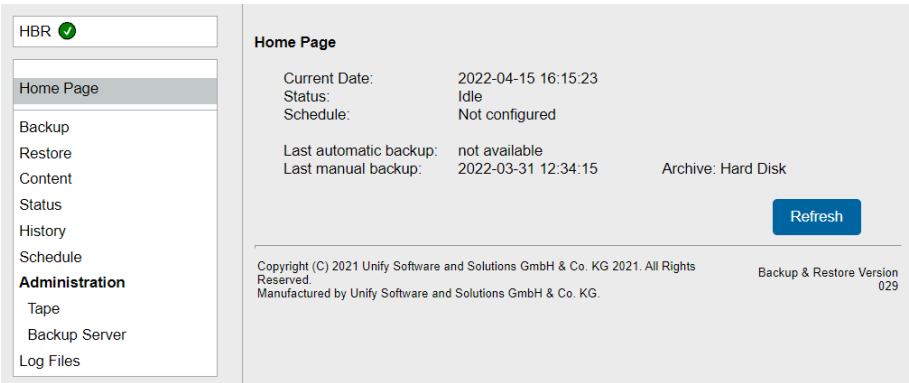 HBR
Home Page
Backup
Restore
Content
Status
History
Schedule
Administration
Tape
Backup Server
Log Files
Home Page
Current Date: 2022-04-15 16:15:23
Status: Idle
Schedule: Not configured
Last automatic backup: not available
Last manual backup: 2022-03-31 12:34:15 Archive: Hard Disk
Refresh
Copyright (C) 2021 Unify Software and Solutions GmbH & Co. KG 2021. All Rights
Reserved.
Manufactured by Unify Software and Solutions GmbH & Co. KG.
Backup & Restore Version
029